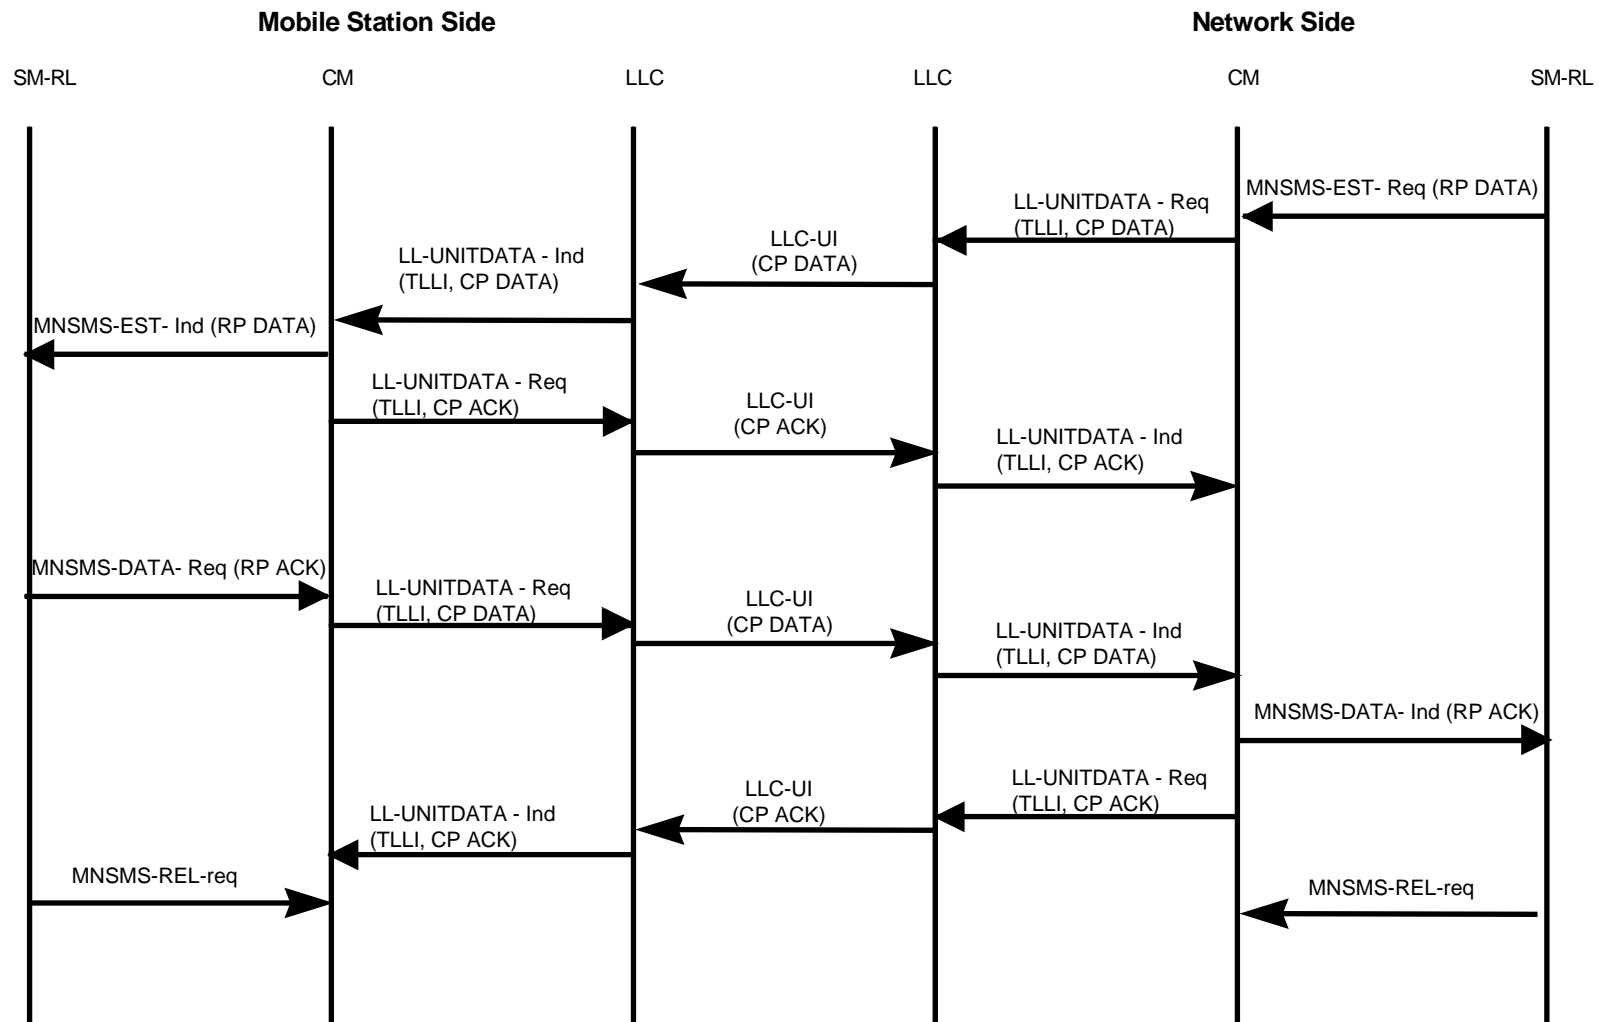 Mobile Station Side
Network Side
SM-RL
CM
LLC
LLC
CM
SM-RL
MNSMS-EST- Req (RP DATA)
LL-UNITDATA - Req
(TLLI, CP DATA)
LLC-UI
(CP DATA)
LL-UNITDATA - Ind
(TLLI, CP DATA)
MNSMS-EST- Ind (RP DATA)
LL-UNITDATA - Req
(TLLI, CP ACK)
LLC-UI
(CP ACK)
LL-UNITDATA - Ind
(TLLI, CP ACK)
MNSMS-DATA- Req (RP ACK)
LL-UNITDATA - Req
(TLLI, CP DATA)
LLC-UI
(CP DATA)
LL-UNITDATA - Ind
(TLLI, CP DATA)
MNSMS-DATA- Ind (RP ACK)
LL-UNITDATA - Req
(TLLI, CP ACK)
LLC-UI
(CP ACK)
LL-UNITDATA - Ind
(TLLI, CP ACK)
MNSMS-REL-req
MNSMS-REL-req